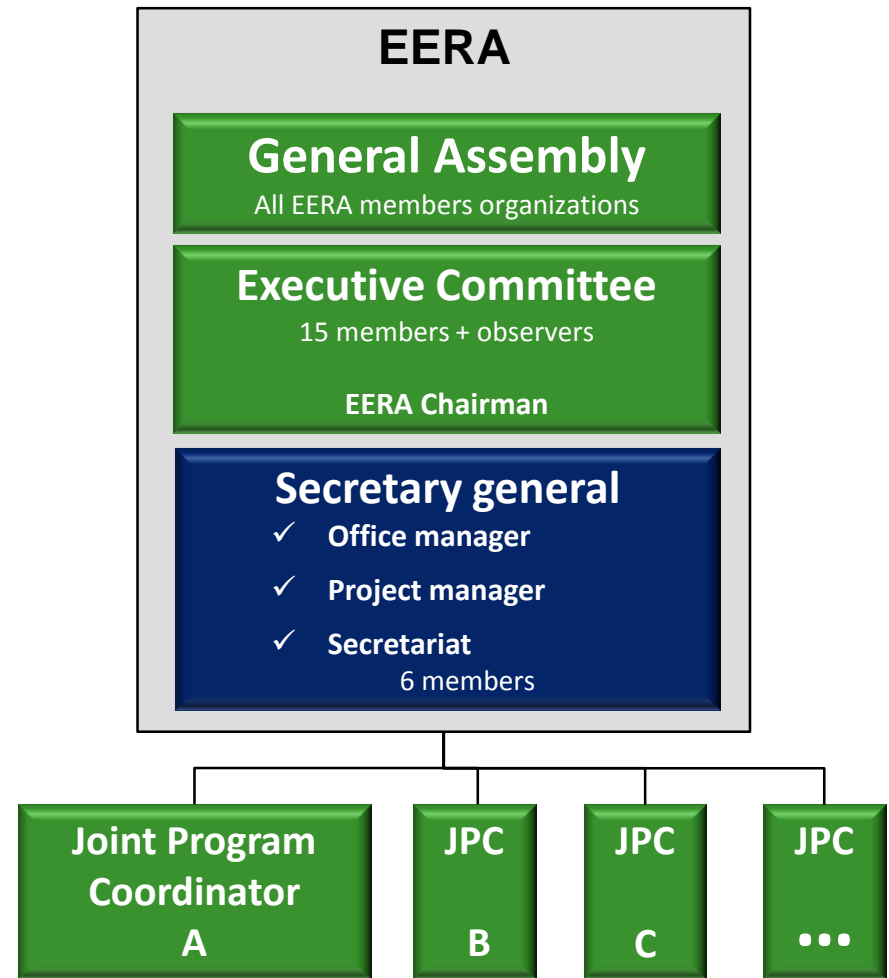 EERA
General Assembly
All EERA members organizations
Executive Committee
15 members + observers
EERA Chairman
Secretary general
✓ Office manager
✓ Project manager
✓ Secretariat
6 members
Joint Program
Coordinator
A
JPC
B
JPC
C
JPC
...